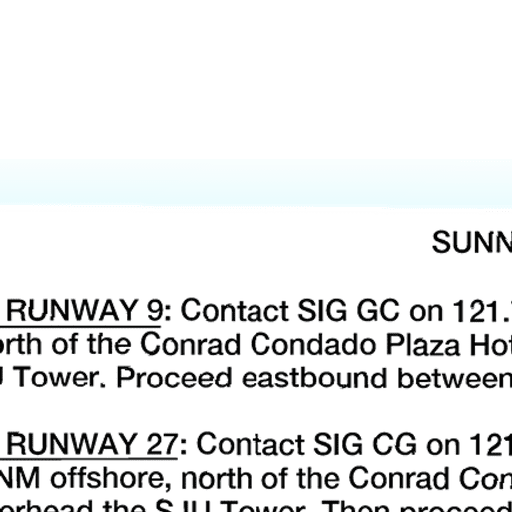 SUNN
RUNWAY 9: Contact SIG GC on 121.
orth of the Conrad Condado Plaza Hot
J Tower. Proceed eastbound between
RUNWAY 27: Contact SIG CG on 121
NM offshore, north of the Conrad Con
orhead the SJU Tower. Then proceed